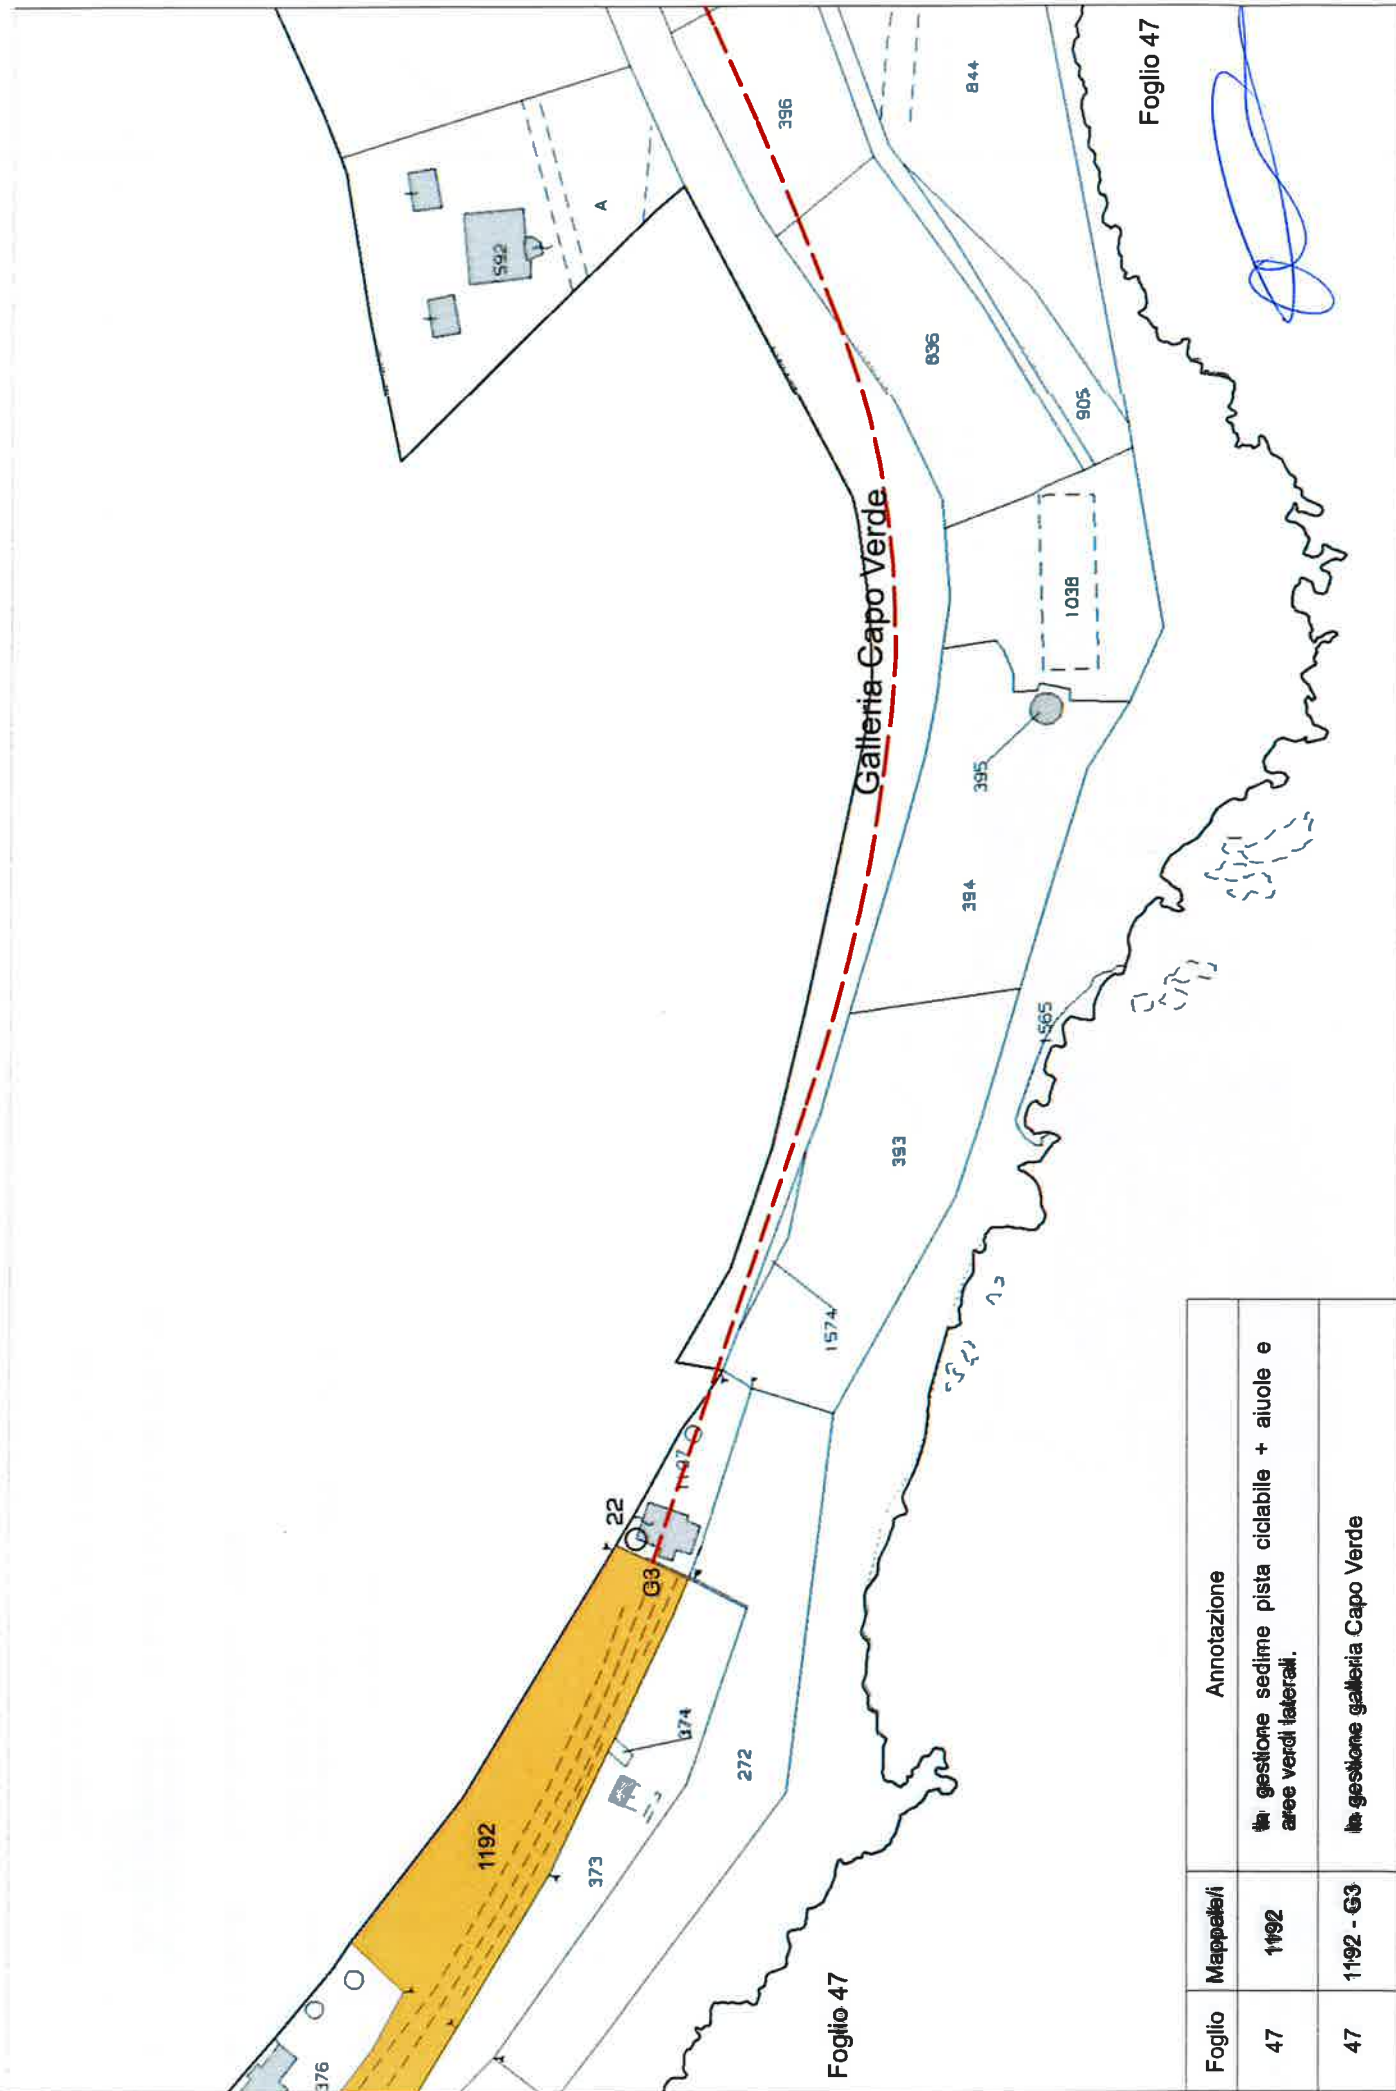 Foglio 47
844
396
A
592
836
905
Galleria Capo Verde
1038
395
394
1565
393
1574
1197
22
G3
374
272
1192
373
376
Foglio 47
Foglio Mappale/i Annotazione
47 1192 In gestione sedime pista ciclabile + aiuole e
aree verdi laterali.
47 1192 - G3 In gestione galleria Capo Verde